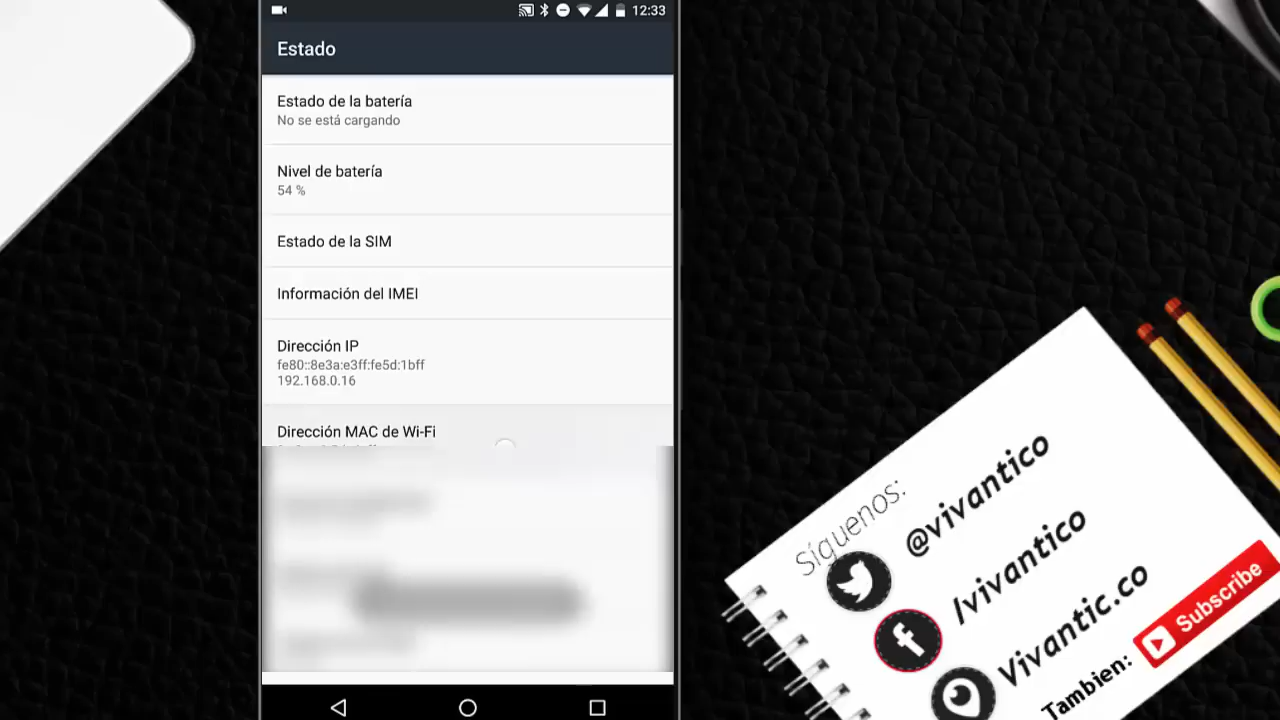 12:33
Estado
Estado de la batería
No se está cargando
Nivel de batería
54 %
Estado de la SIM
Información del IMEI
Dirección IP
fe80::8e3a:e3ff:fe5d:1bff
192.168.0.16
Dirección MAC de Wi-Fi
Síguenos:
@vivantico
/vivantico
Vivantic.co
Tambien:
Subscribe